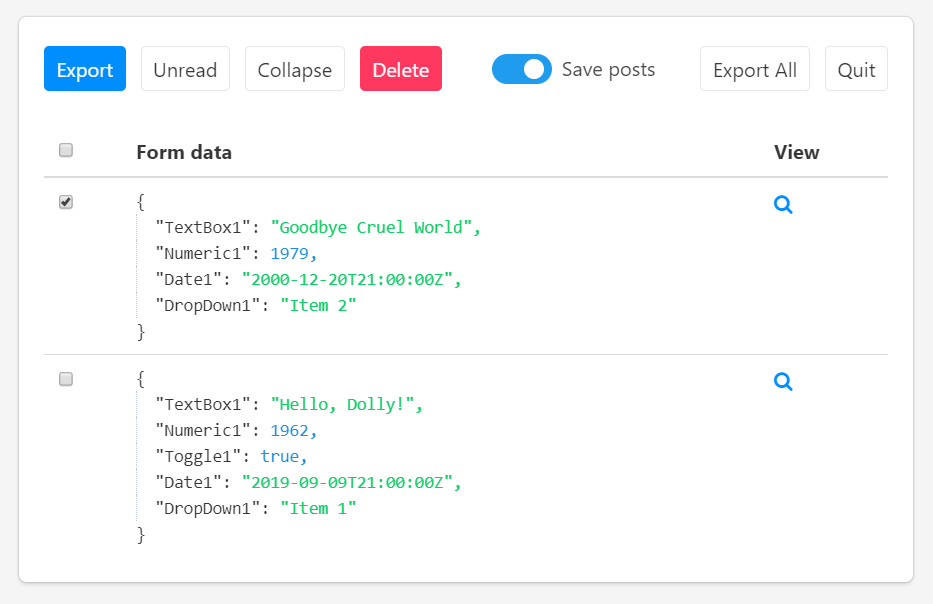 Export Unread Collapse Delete Save posts Export All Quit
Form data View
{
"TextBox1": "Goodbye Cruel World",
"Numeric1": 1979,
"Date1": "2000-12-20T21:00:00Z",
"DropDown1": "Item 2"
}
{
"TextBox1": "Hello, Dolly!",
"Numeric1": 1962,
"Toggle1": true,
"Date1": "2019-09-09T21:00:00Z",
"DropDown1": "Item 1"
}